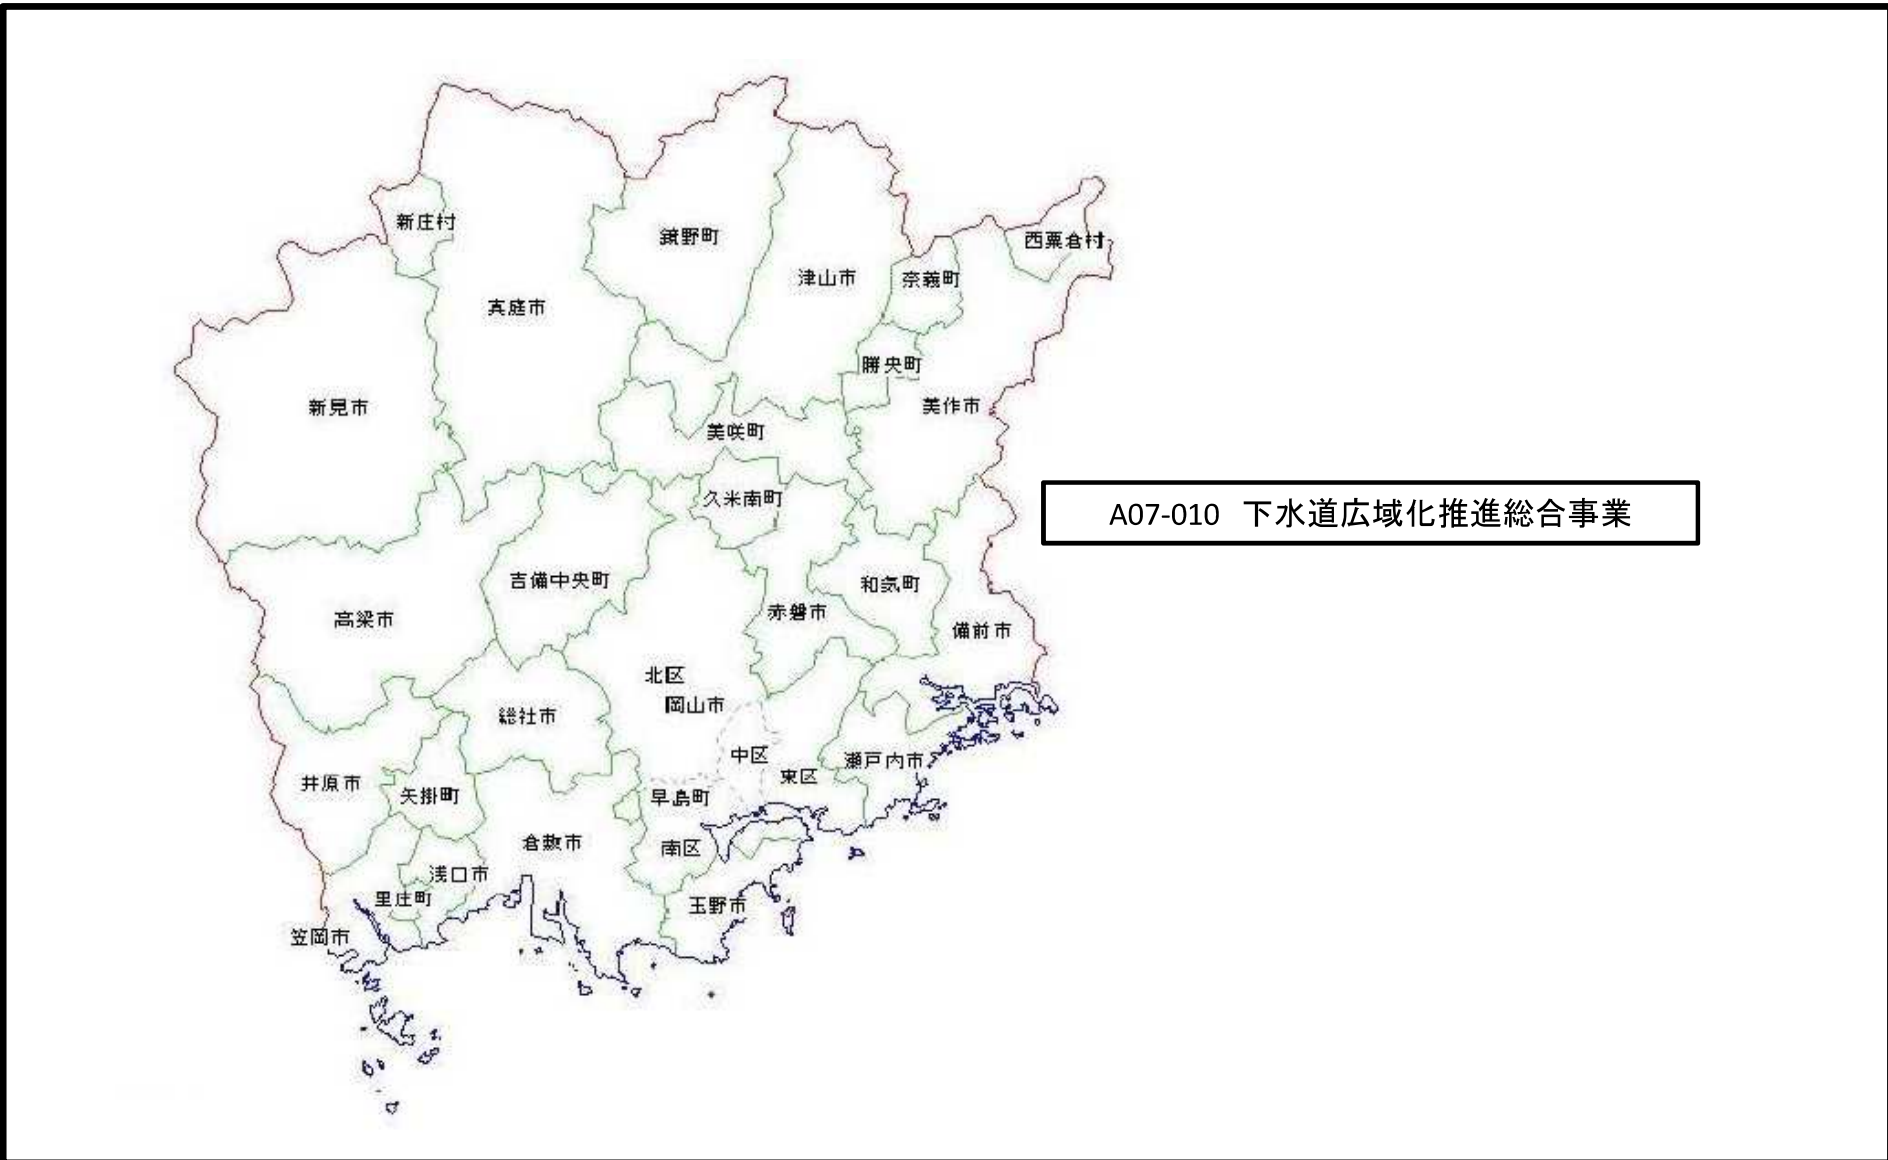 新庄村
鏡野町
西粟倉村
津山市
奈義町
真庭市
勝央町
新見市
美作市
美咲町
久米南町
A07-010 下水道広域化推進総合事業
吉備中央町
和気町
高梁市
赤磐市
備前市
北区
岡山市
総社市
中区
瀬戸内市
東区
井原市
矢掛町
早島町
倉敷市
南区
浅口市
里庄町
玉野市
笠岡市